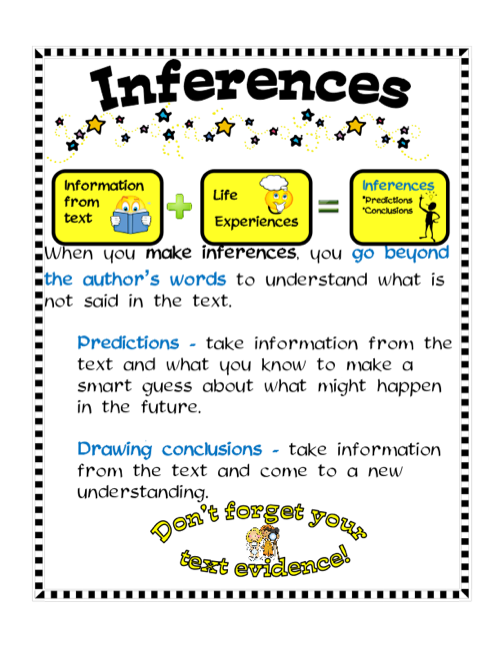 Inferences
Information
from
text
+
Life
Experiences
=
Inferences
*Predictions
*Conclusions
When you make inferences, you go beyond
the author's words to understand what is
not said in the text.
Predictions - take information from the
text and what you know to make a
smart guess about what might happen
in the future.
Drawing conclusions - take information
from the text and come to a new
understanding.
Don't forget your
text evidence!